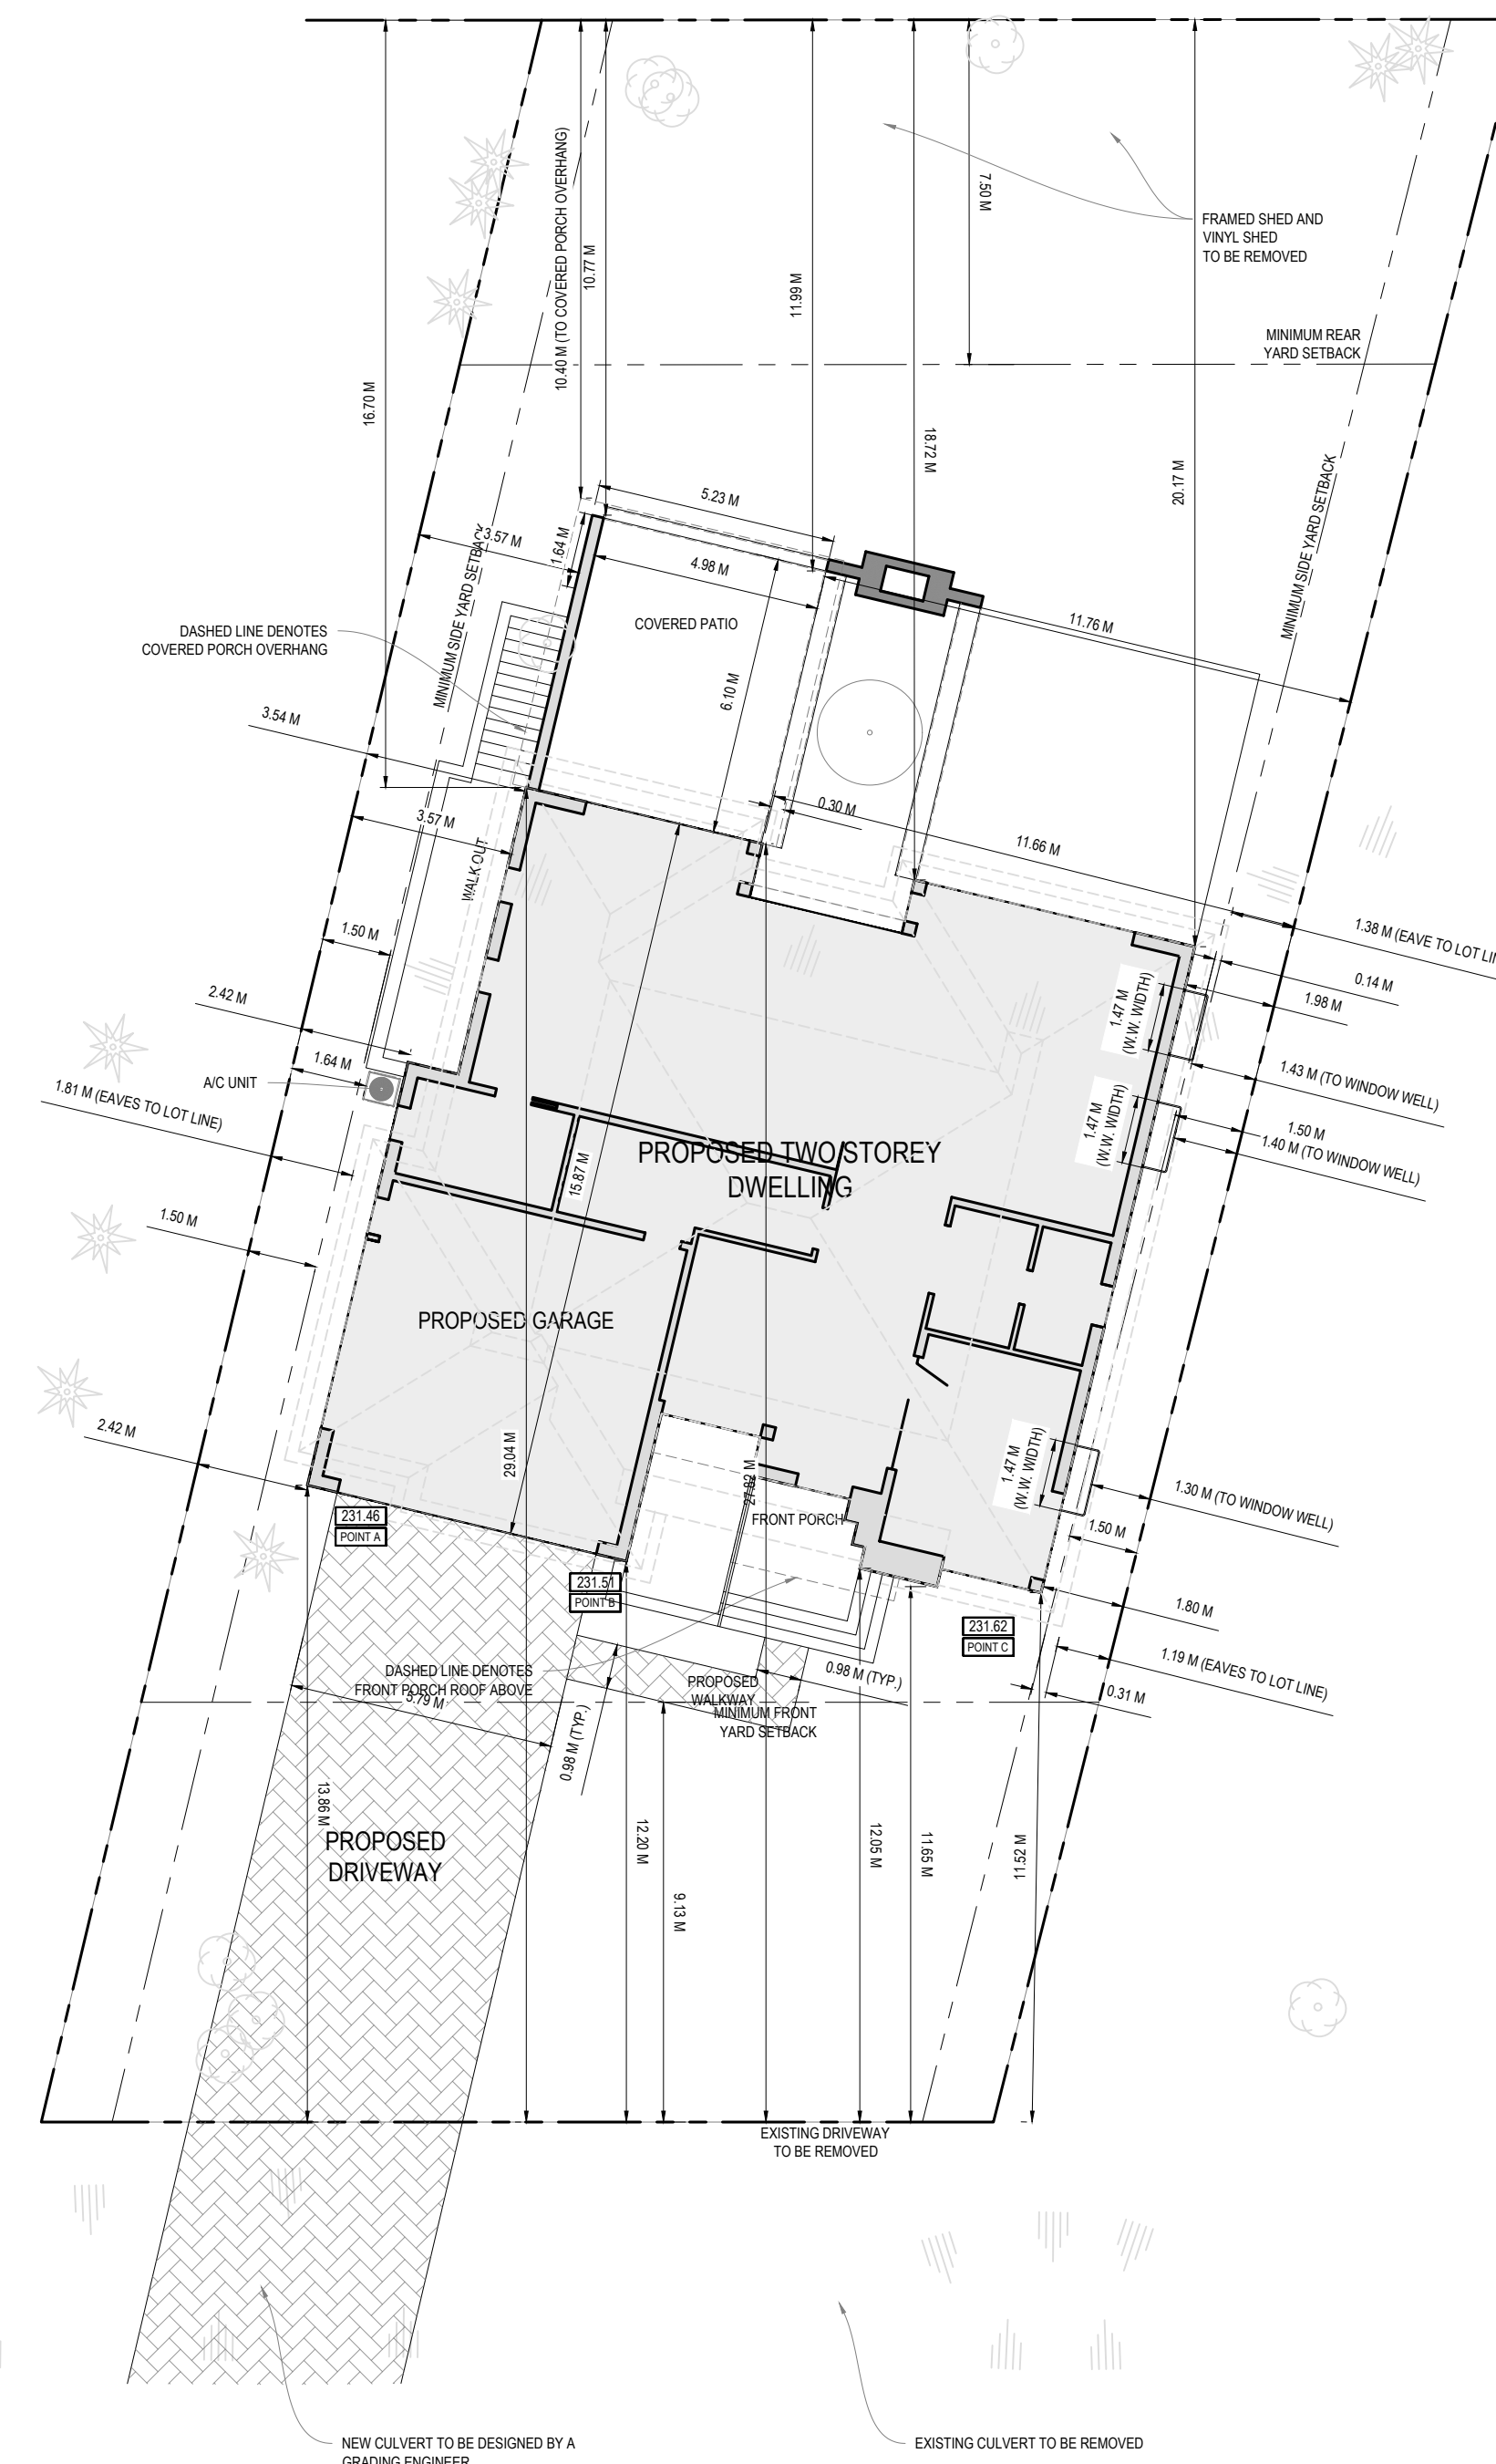 10.40 M (TO COVERED PORCH OVERHANG)
10.77 M
7.50 M
FRAMED SHED AND
VINYL SHED
TO BE REMOVED
11.99 M
MINIMUM REAR
YARD SETBACK
16.70 M
18.72 M
20.17 M
MINIMUM SIDE YARD SETBACK
5.23 M
3.57 M
1.64 M
4.98 M
MINIMUM SIDE YARD SETBACK
DASHED LINE DENOTES
COVERED PORCH OVERHANG
COVERED PATIO
11.76 M
6.10 M
3.54 M
0.30 M
3.57 M
11.66 M
WALK OUT
1.50 M
1.38 M (EAVE TO LOT LIN
0.14 M
1.98 M
2.42 M
1.47 M
(W.W. WIDTH)
1.64 M
A/C UNIT
1.43 M (TO WINDOW WELL)
1.81 M (EAVES TO LOT LINE)
1.47 M
(W.W. WIDTH)
1.50 M
1.40 M (TO WINDOW WELL)
PROPOSED TWO STOREY
DWELLING
15.87 M
1.50 M
PROPOSED GARAGE
2.42 M
29.04 M
27.82 M
1.47 M
(W.W. WIDTH)
231.46
POINT A
FRONT PORCH
1.30 M (TO WINDOW WELL)
1.50 M
231.51
POINT B
1.80 M
231.62
POINT C
1.19 M (EAVES TO LOT LINE)
DASHED LINE DENOTES
FRONT PORCH ROOF ABOVE
PROPOSED
WALKWAY
0.98 M (TYP.)
0.31 M
5.79 M
MINIMUM FRONT
YARD SETBACK
0.98 M (TYP.)
13.86 M
PROPOSED
DRIVEWAY
12.20 M
12.05 M
11.65 M
11.52 M
9.13 M
EXISTING DRIVEWAY
TO BE REMOVED
NEW CULVERT TO BE DESIGNED BY A
GRADING ENGINEER
EXISTING CULVERT TO BE REMOVED